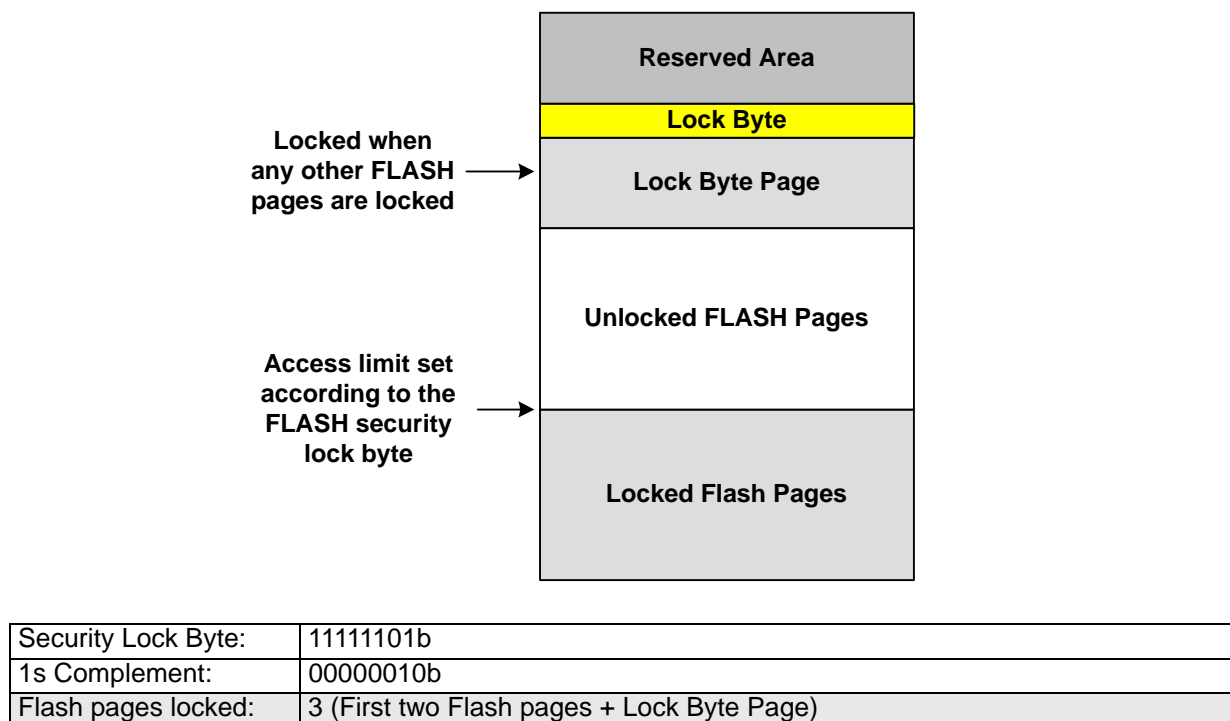 Reserved Area
Lock Byte
Locked when
any other FLASH
pages are locked
Lock Byte Page
Unlocked FLASH Pages
Access limit set
according to the
FLASH security
lock byte
Locked Flash Pages
Security Lock Byte: 11111101b
1s Complement: 00000010b
Flash pages locked: 3 (First two Flash pages + Lock Byte Page)